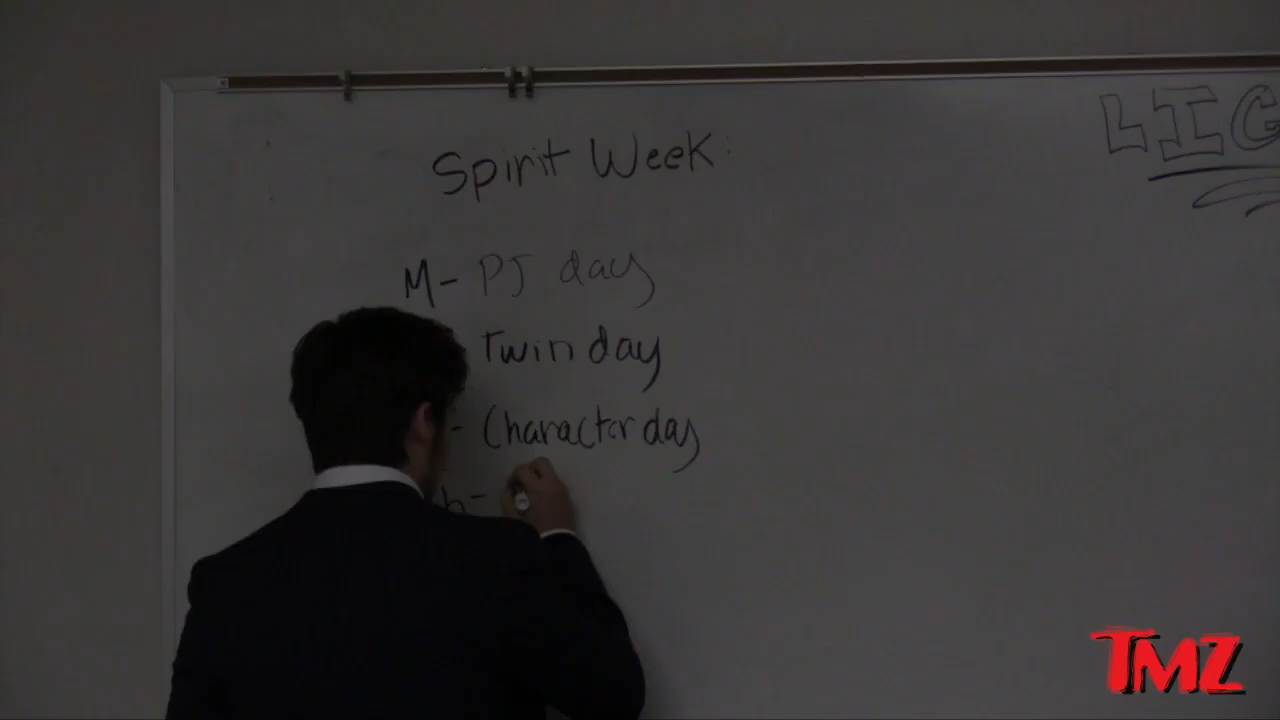 Spirit Week:
LIG
M- PJ day
Twin day
- Character day
h-
TMZ